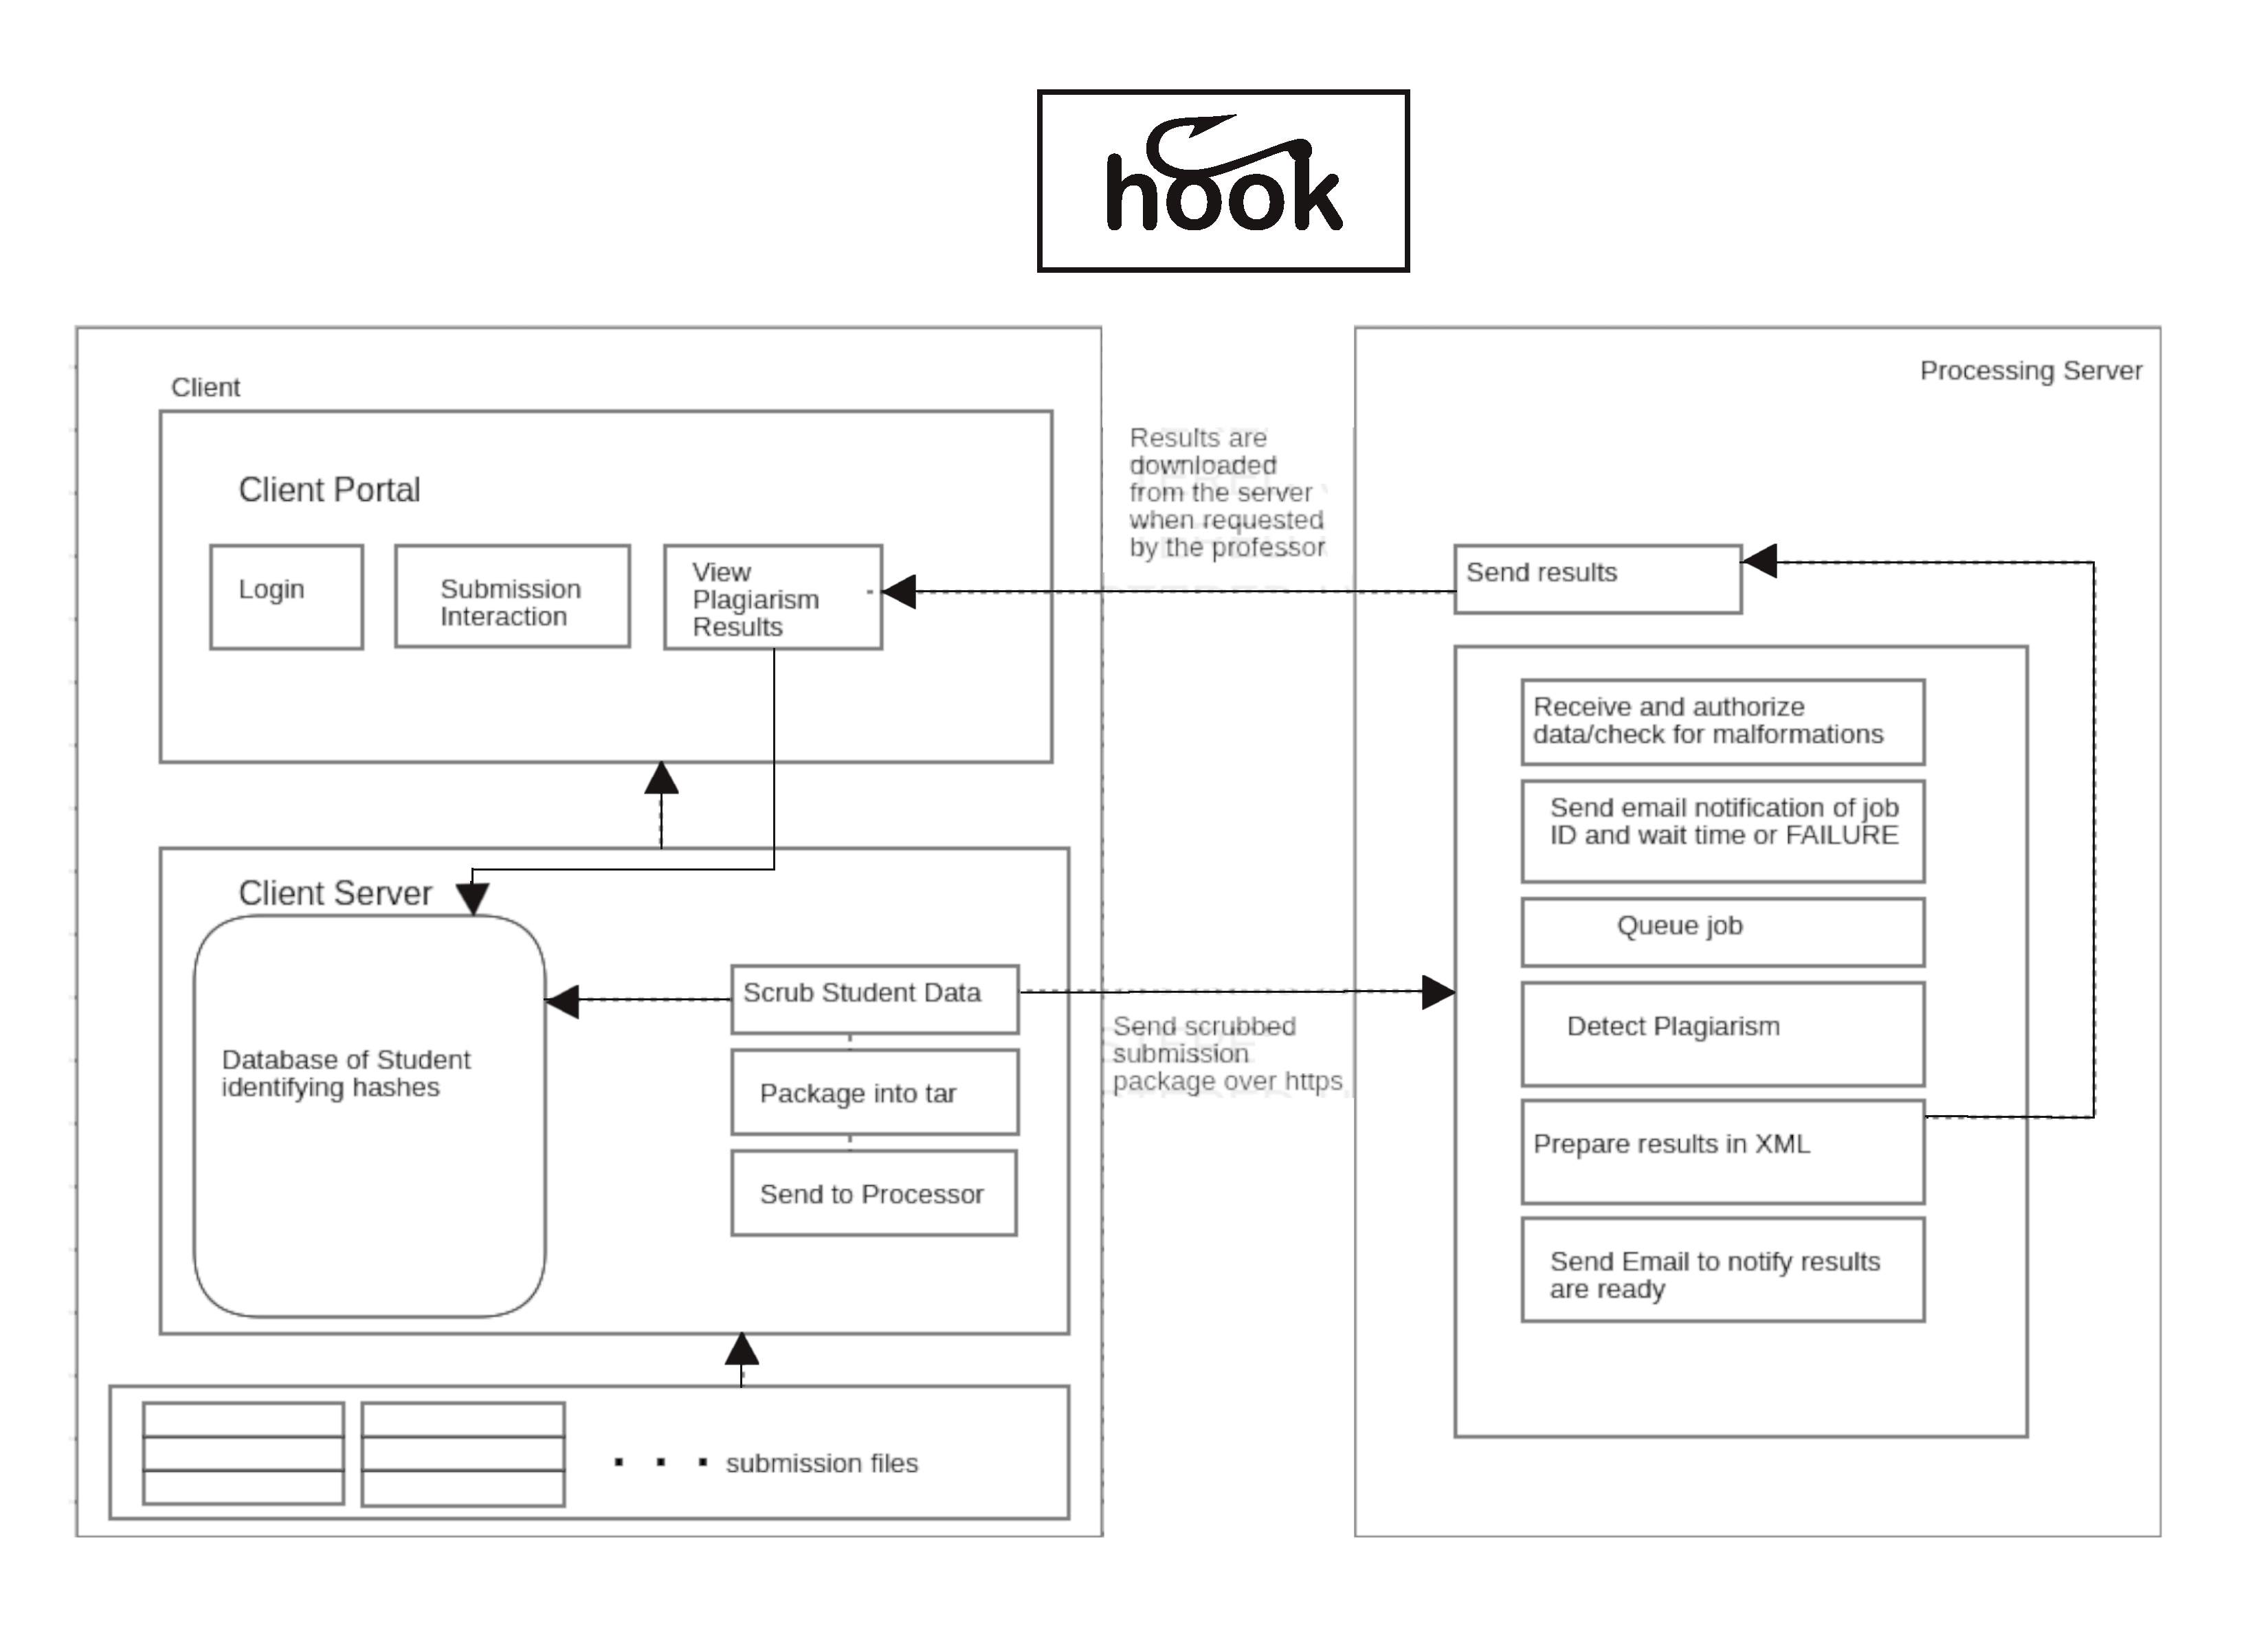 hook
Client
Client Portal
Login
Submission
Interaction
View
Plagiarism
Results
Client Server
Database of Student
identifying hashes
Scrub Student Data
Package into tar
Send to Processor
submission files
Results are
downloaded
from the server
when requested
by the professor
Send scrubbed
submission
package over https
Processing Server
Send results
Receive and authorize
data/check for malformations
Send email notification of job
ID and wait time or FAILURE
Queue job
Detect Plagiarism
Prepare results in XML
Send Email to notify results
are ready